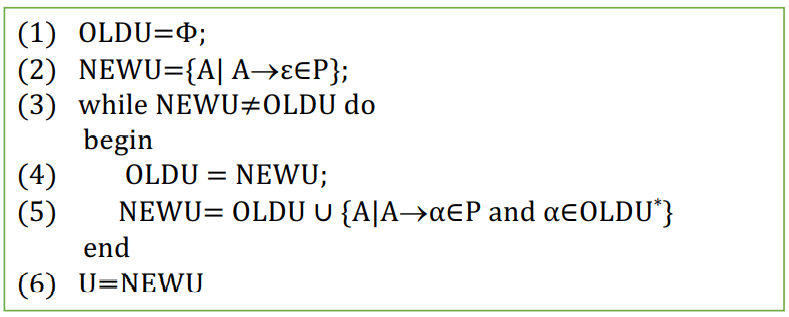 (1) OLDU=Φ;
(2) NEWU={A| A→ε∈P};
(3) while NEWU≠OLDU do
begin
(4) OLDU = NEWU;
(5) NEWU= OLDU ∪ {A|A→α∈P and α∈OLDU*}
end
(6) U=NEWU